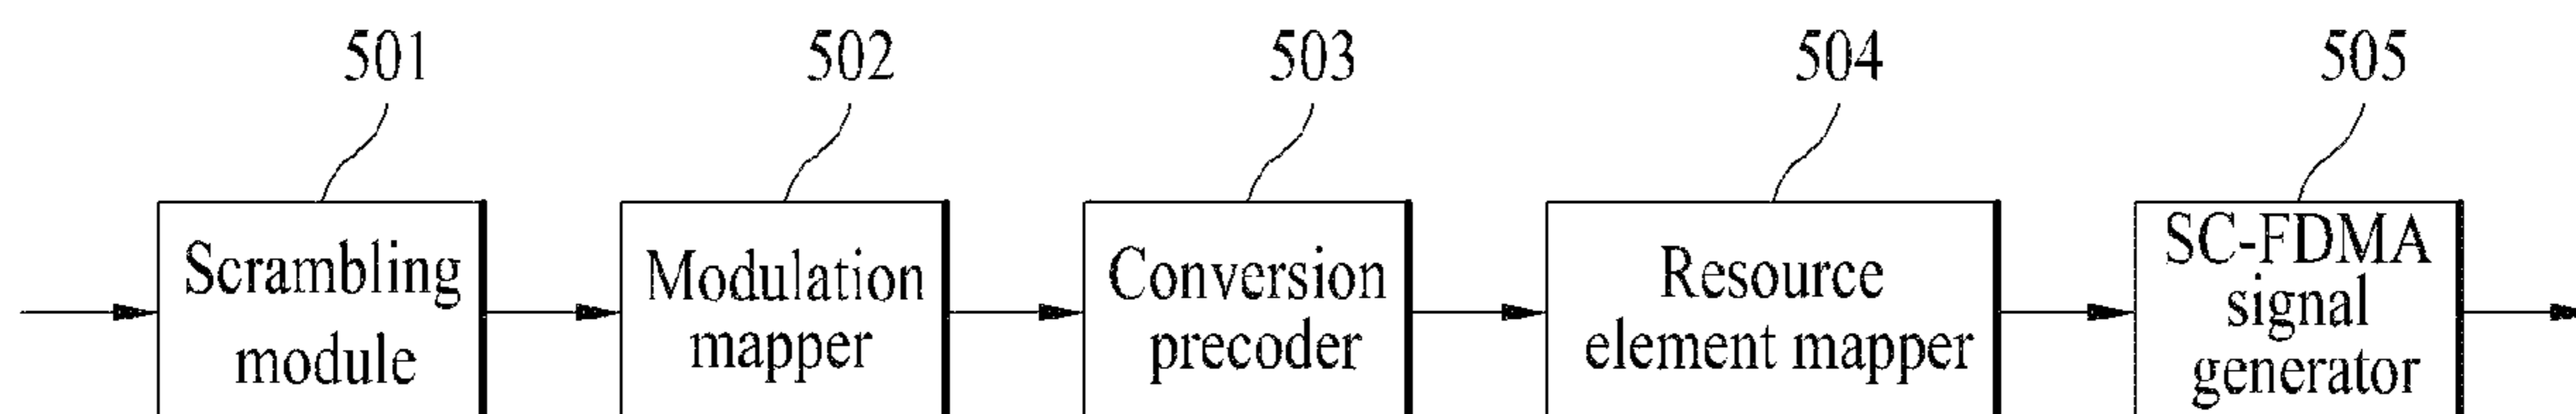 501
502
503
504
505
Scrambling
module
Modulation
mapper
Conversion
precoder
Resource
element mapper
SC-FDMA
signal
generator